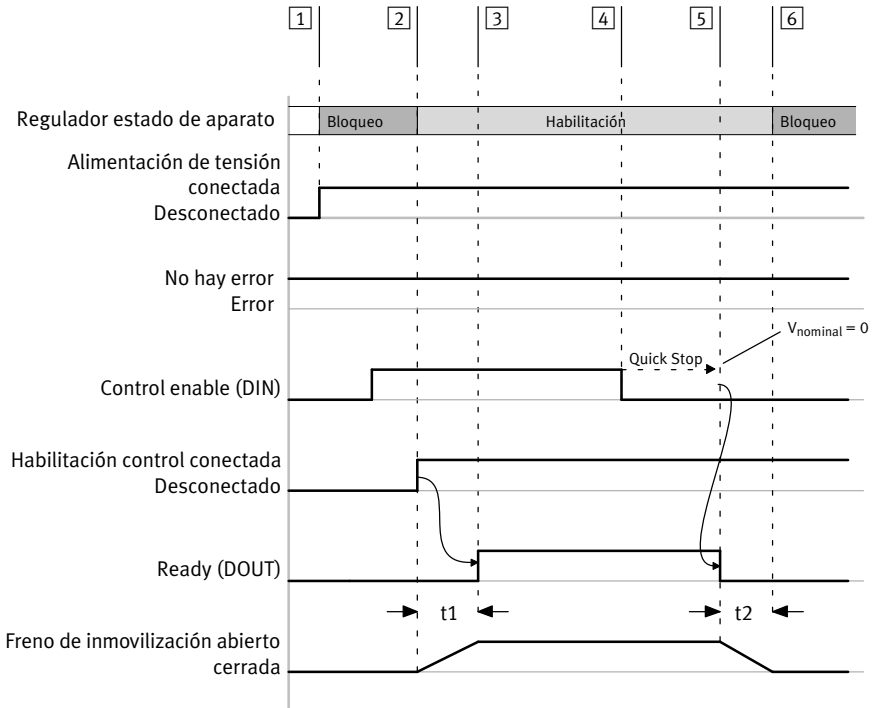 1 2 3 4 5 6
Regulador estado de aparato
Bloqueo Habilitación Bloqueo
Alimentación de tensión
conectada
Desconectado
No hay error
Error
Vnominal = 0
Quick Stop
Control enable (DIN)
Habilitación control conectada
Desconectado
Ready (DOUT)
t1 t2
Freno de inmovilización abierto
cerrada